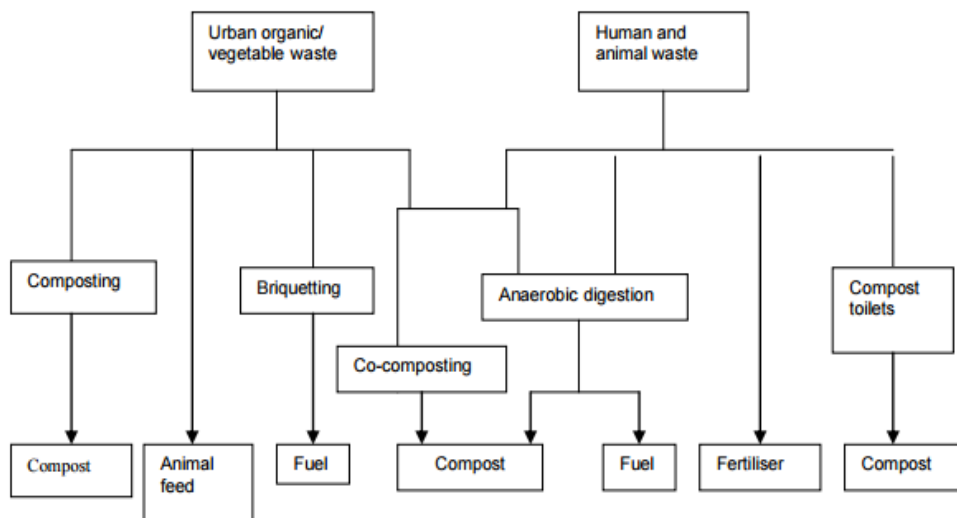 Urban organic/
vegetable waste
Human and
animal waste
Composting
Briquetting
Anaerobic digestion
Compost
toilets
Co-composting
Compost
Animal
feed
Fuel
Compost
Fuel
Fertiliser
Compost